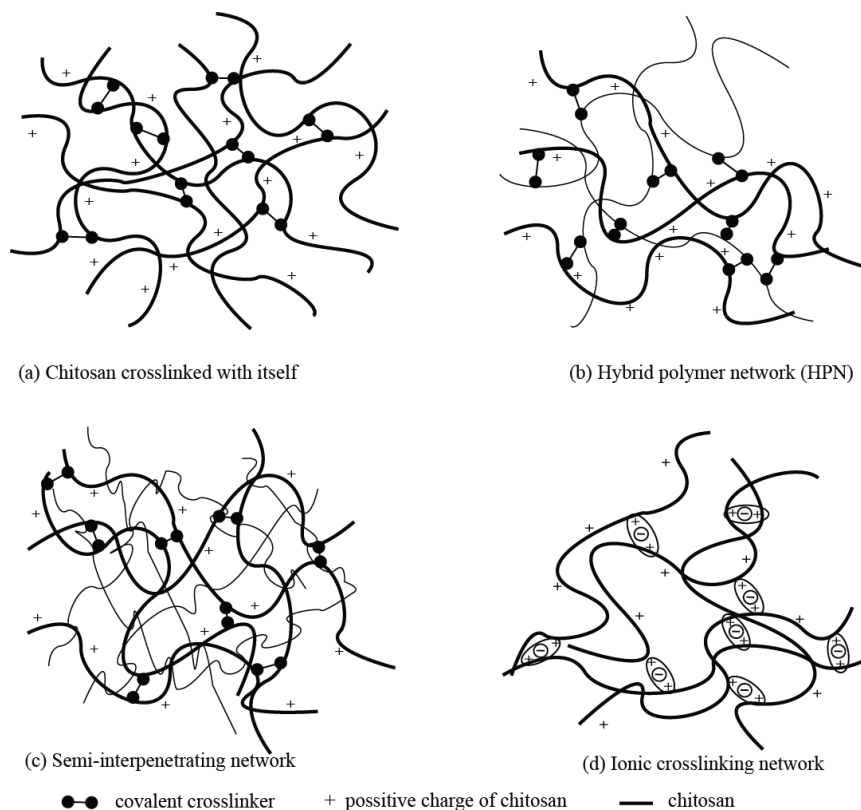 (a) Chitosan crosslinked with itself
(b) Hybrid polymer network (HPN)
(c) Semi-interpenetrating network
(d) Ionic crosslinking network
covalent crosslinker + possitive charge of chitosan chitosan